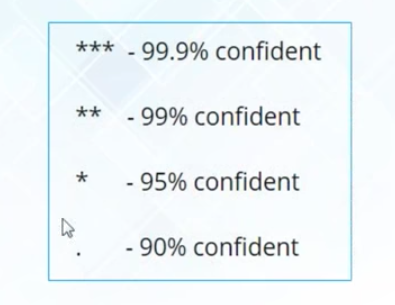 *** - 99.9% confident
** - 99% confident
* - 95% confident
. - 90% confident